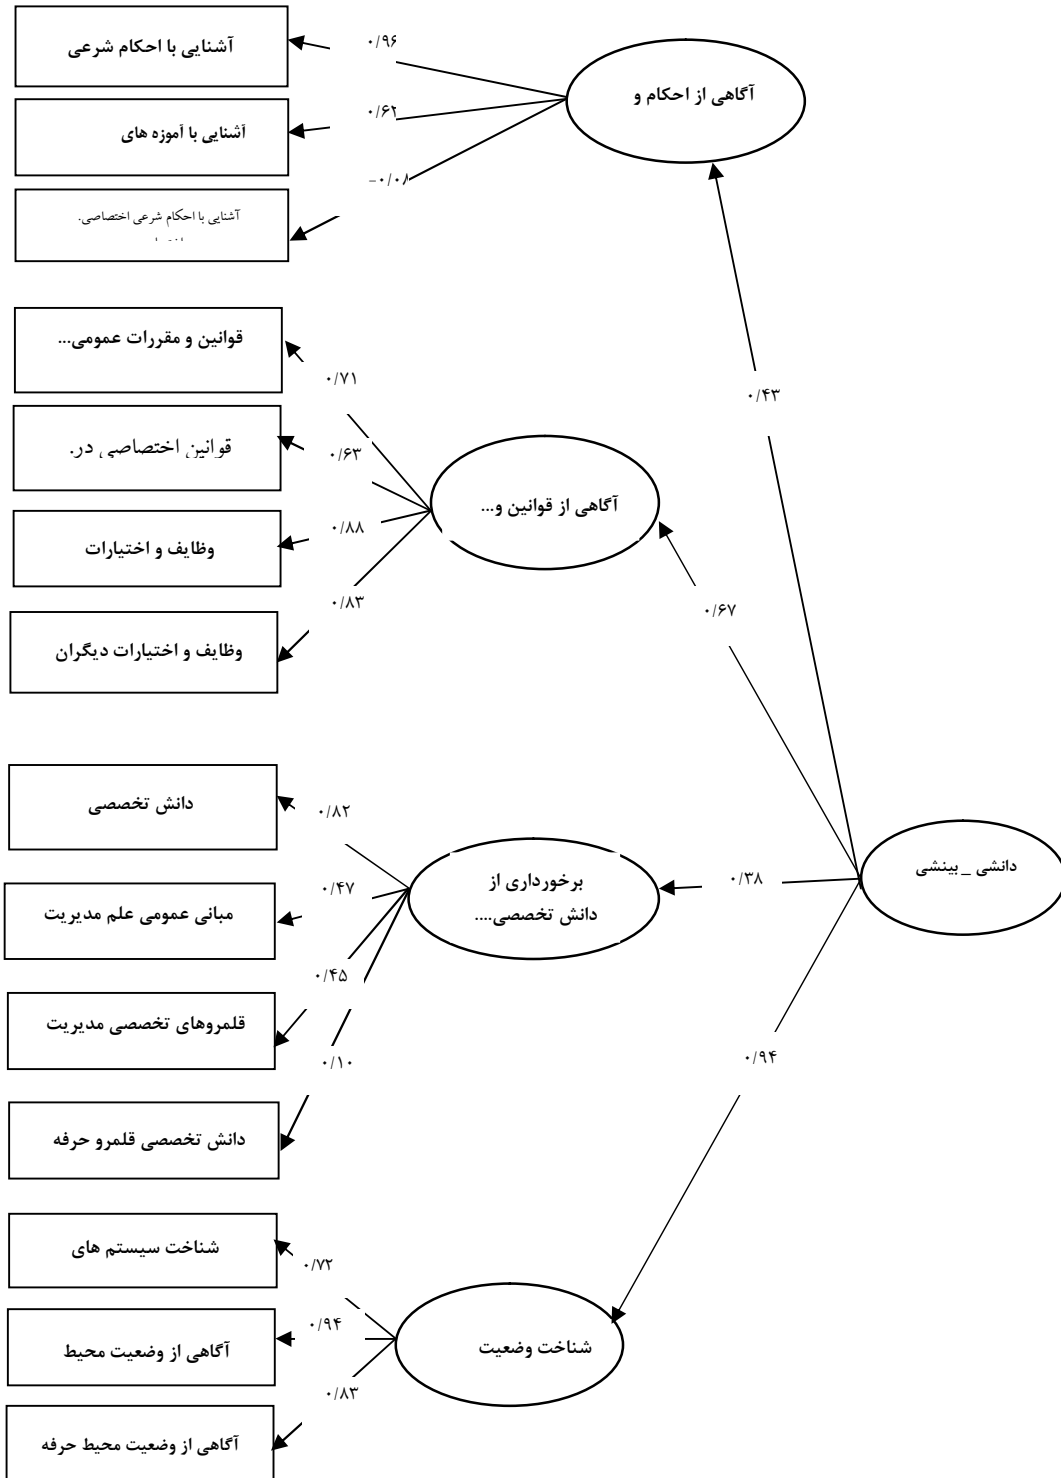 آشنایی با احکام شرعی
۰/۹۶
آگاهی از احکام و
آشنایی با آموزه های
۰/۶۲
آشنایی با احکام شرعی اختصاصی.
-۰/۰۸
۰/۴۳
قوانین و مقررات عمومی...
۰/۷۱
قوانین اختصاصی در.
۰/۶۳
آگاهی از قوانین و...
وظایف و اختیارات
۰/۸۸
وظایف و اختیارات دیگران
۰/۸۳
۰/۶۷
دانش تخصصی
۰/۸۲
برخورداری از
دانش تخصصی....
۰/۳۸
دانشی _ بینشی
مبانی عمومی علم مدیریت
۰/۴۷
قلمروهای تخصصی مدیریت
۰/۴۵
دانش تخصصی قلمرو حرفه
۰/۱۰
۰/۹۴
شناخت سیستم های
۰/۷۲
آگاهی از وضعیت محیط
۰/۹۴
شناخت وضعیت
آگاهی از وضعیت محیط حرفه
۰/۸۳